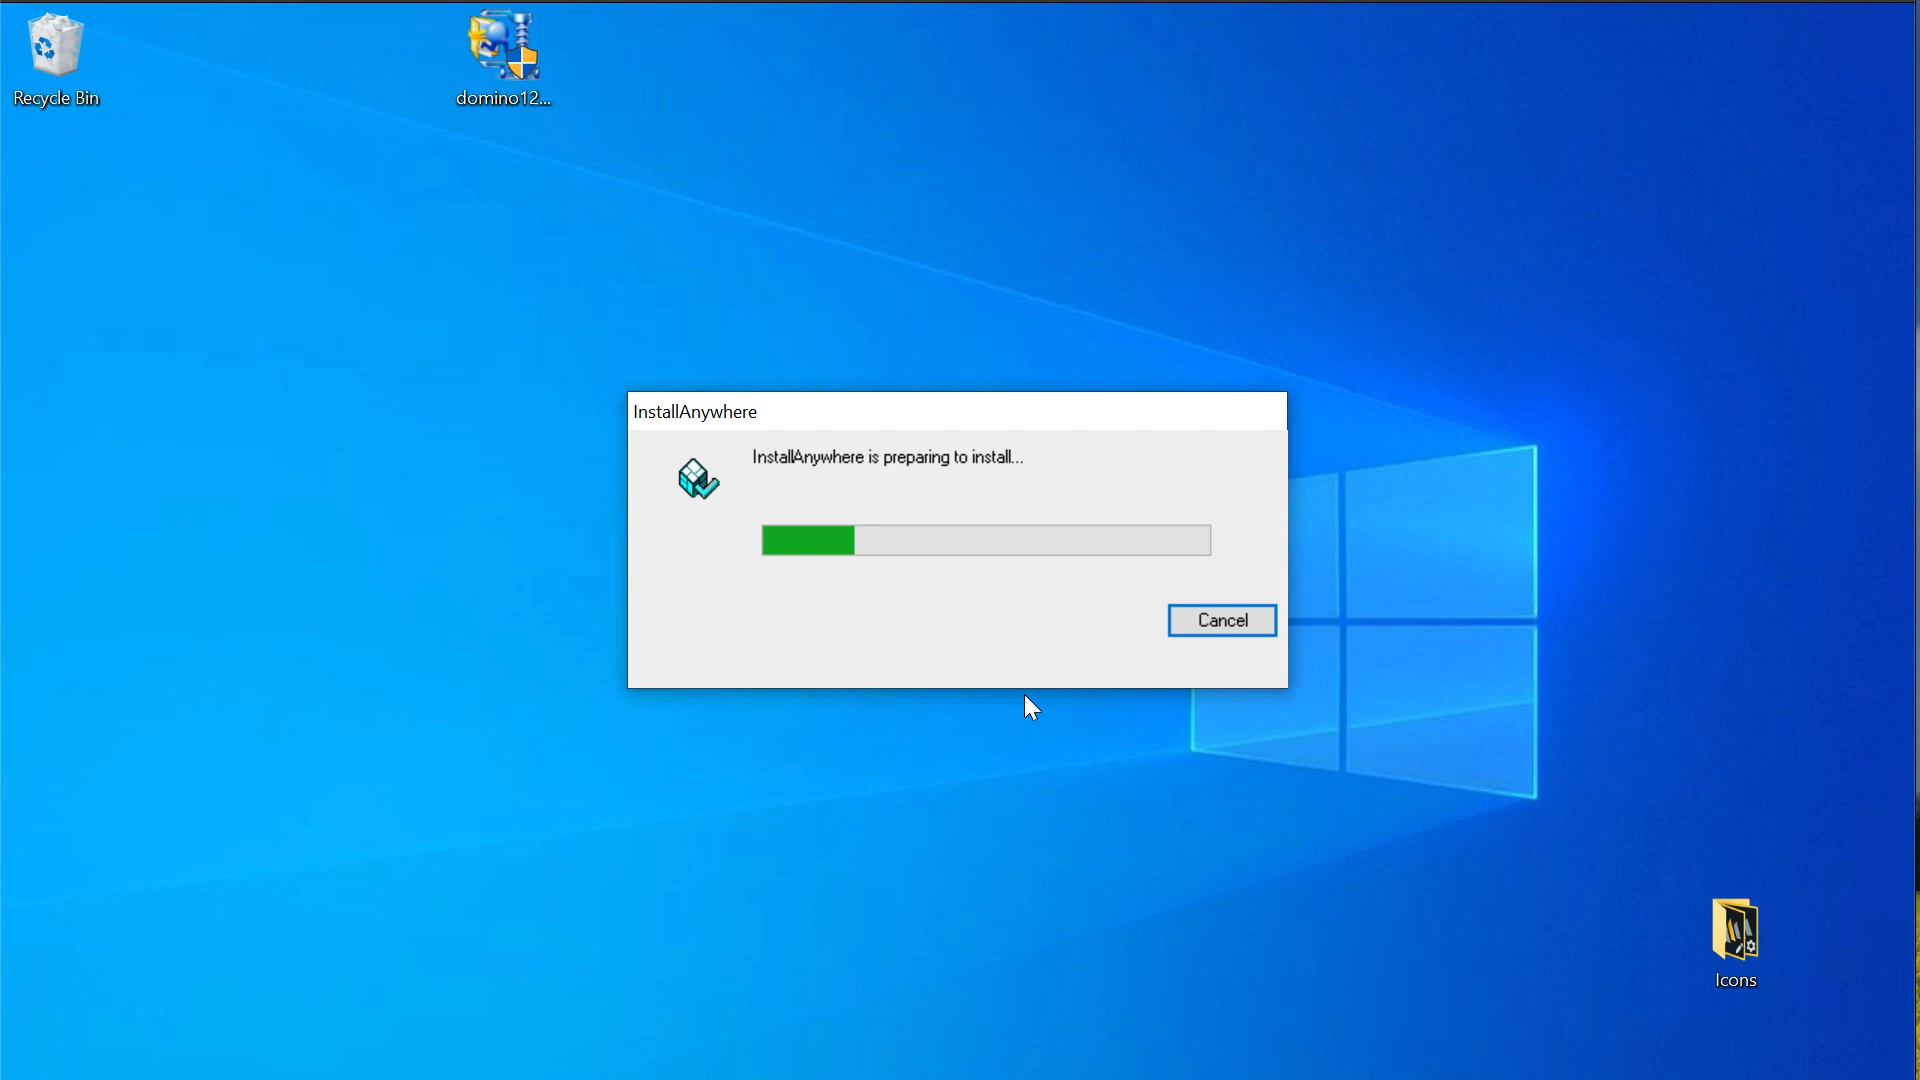 Recycle Bin
domino12...
InstallAnywhere
InstallAnywhere is preparing to install...
Cancel
Icons